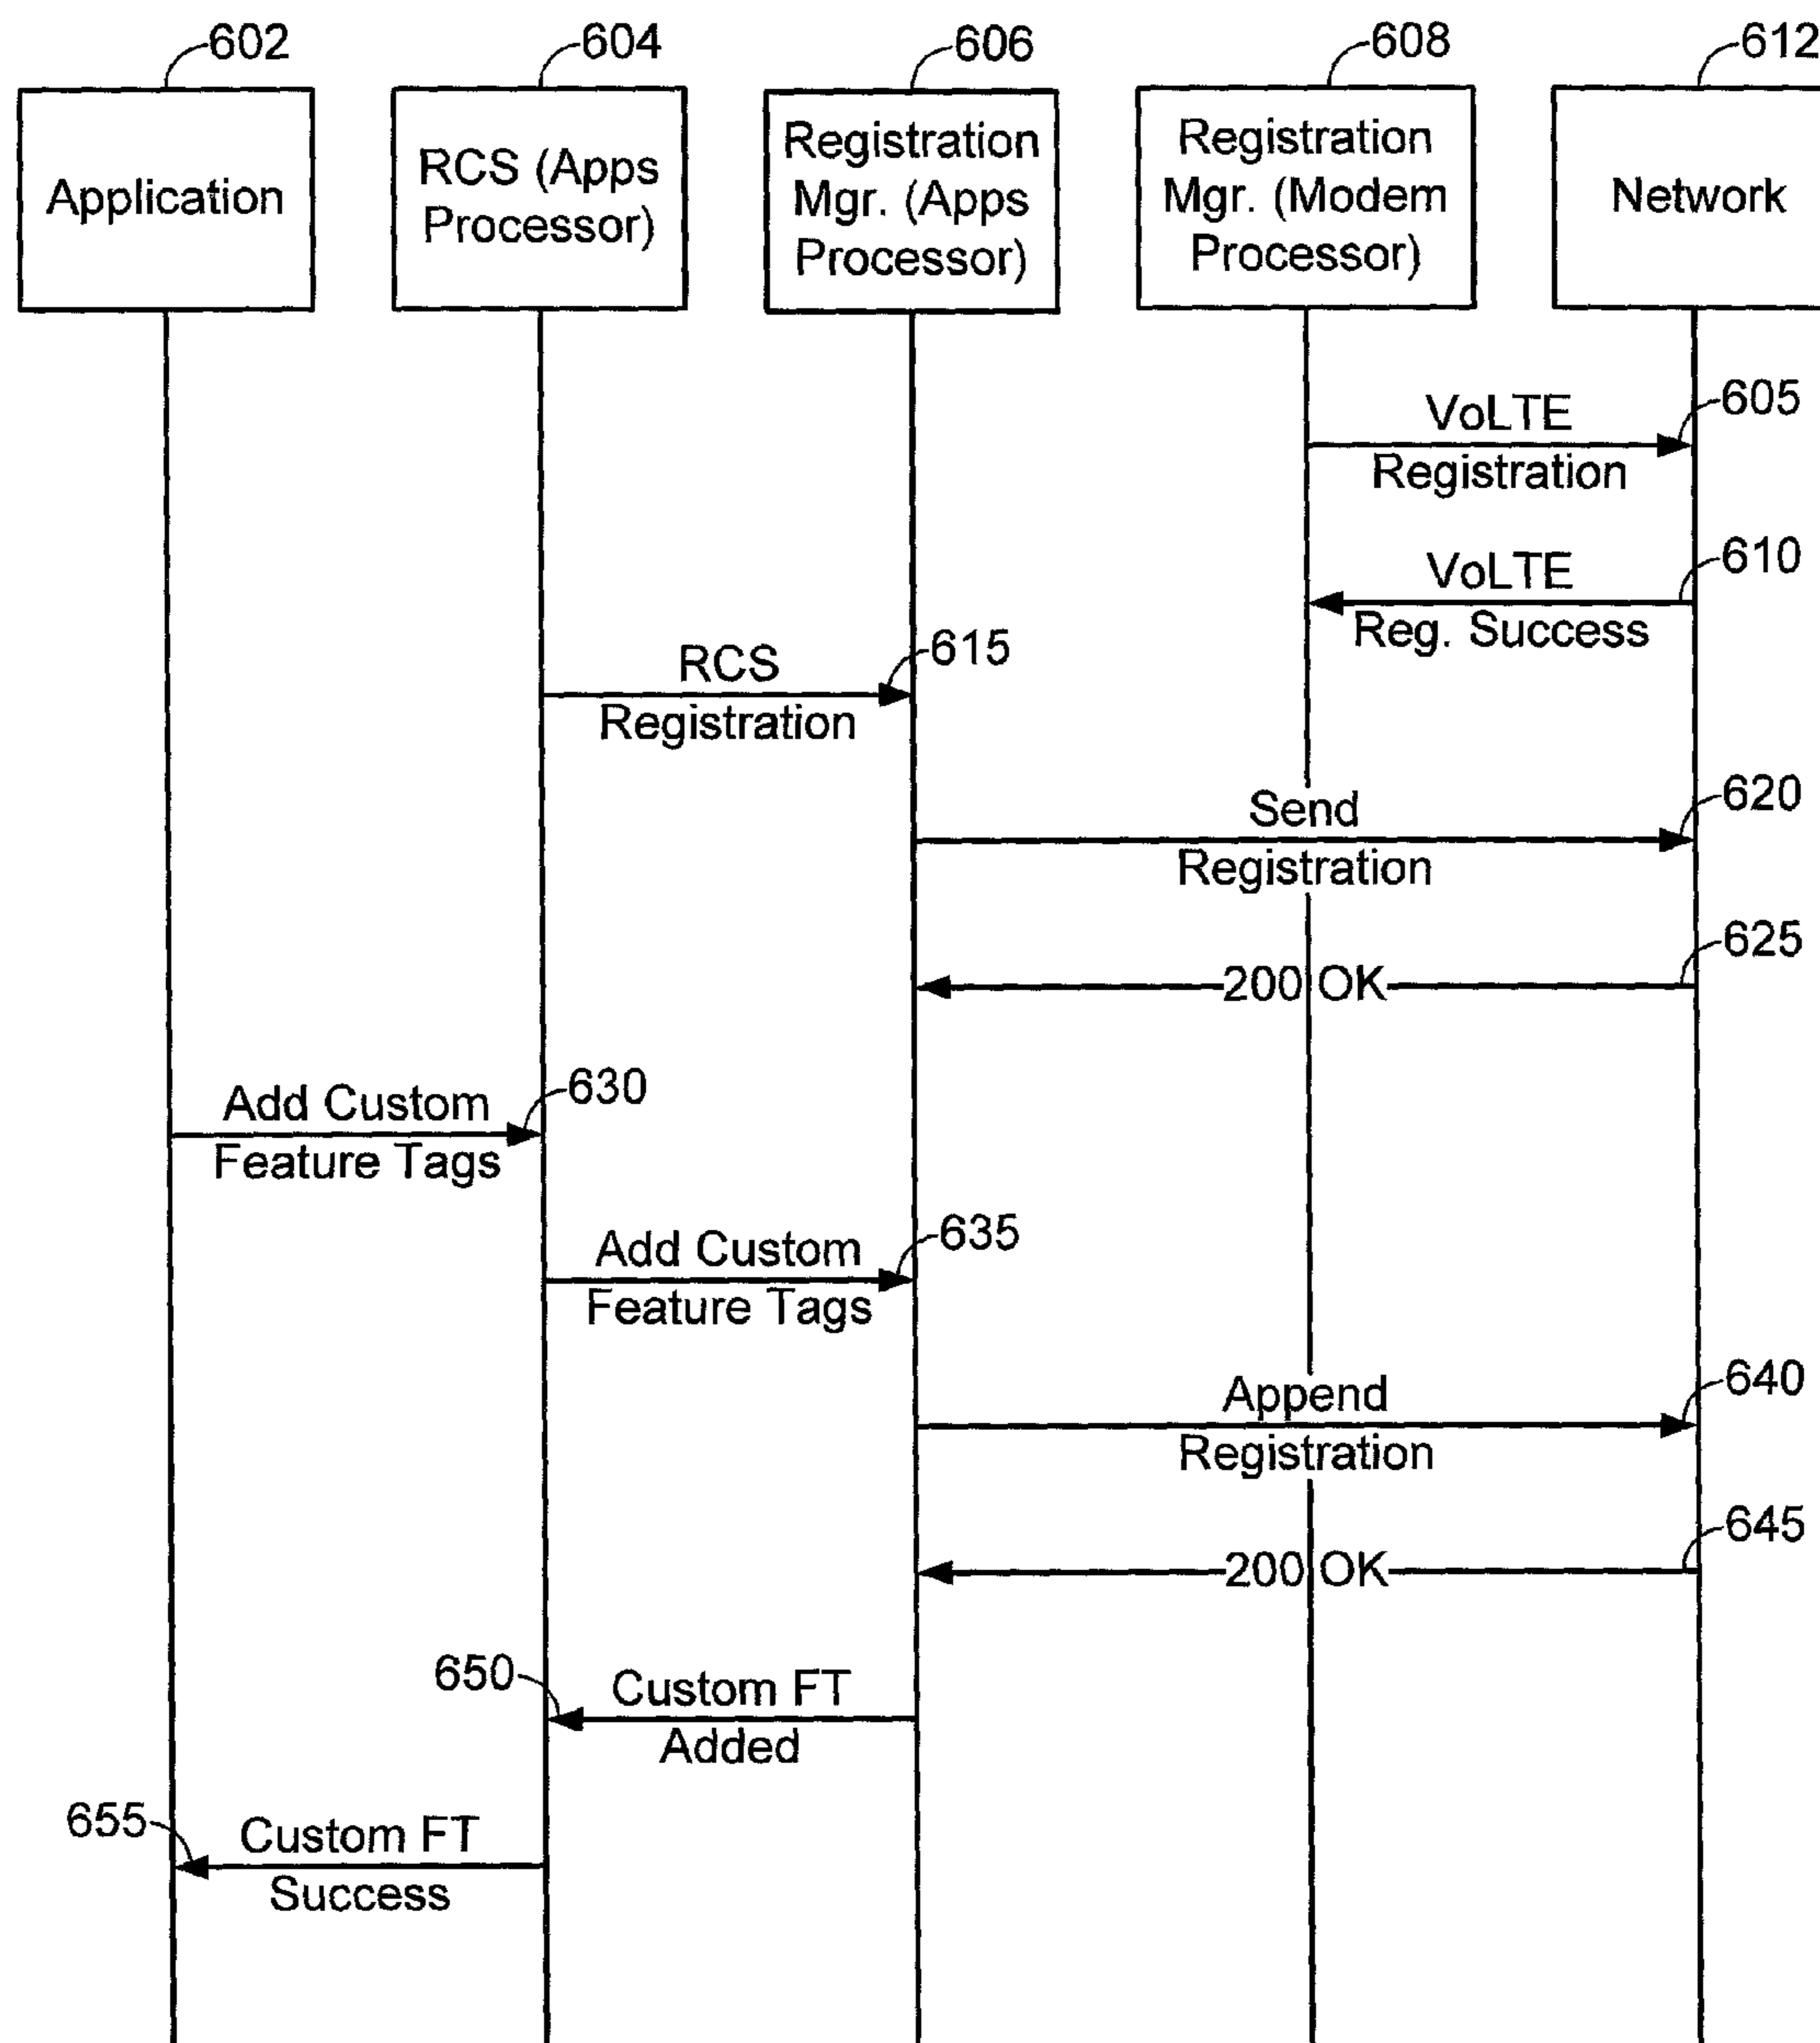 602
604
606
608
612
Application
RCS (Apps
Processor)
Registration
Mgr. (Apps
Processor)
Registration
Mgr. (Modem
Processor)
Network
VoLTE
605
Registration
VoLTE
610
Reg. Success
RCS
615
Registration
Send
620
Registration
625
200 OK
Add Custom
630
Feature Tags
Add Custom
635
Feature Tags
Append
640
Registration
645
200 OK
650
Custom FT
Added
655
Custom FT
Success